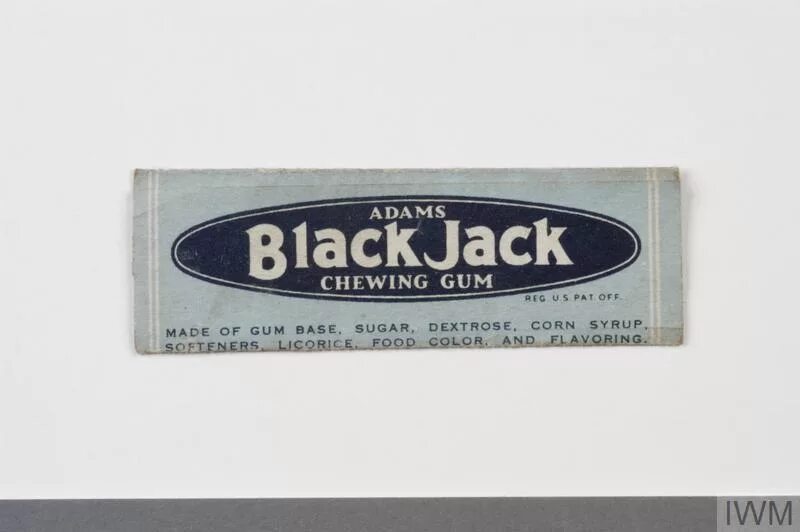 ADAMS
BlackJack
CHEWING GUM
REG. U.S. PAT. OFF.
MADE OF GUM BASE, SUGAR, DEXTROSE, CORN SYRUP,
SOFTENERS, LICORICE, FOOD COLOR, AND FLAVORING.
IWM